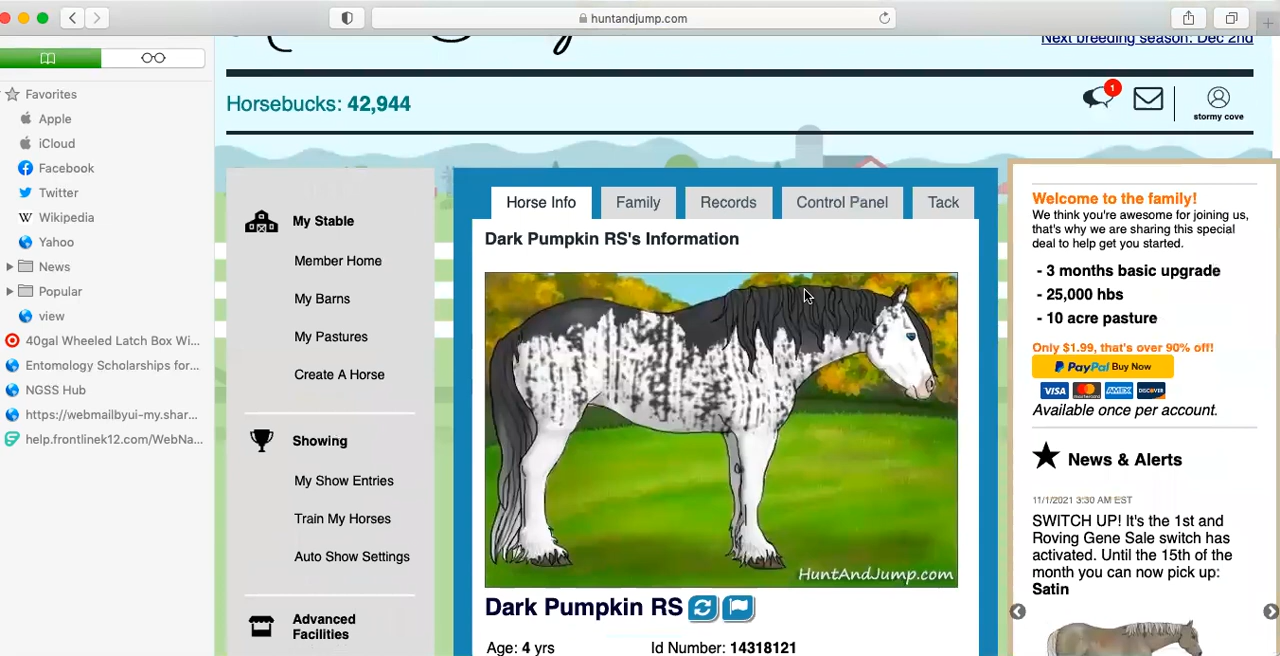 huntandjump.com
Favorites
Apple
iCloud
Facebook
Twitter
Wikipedia
Yahoo
News
Popular
view
40gal Wheeled Latch Box Wi...
Entomology Scholarships for...
NGSS Hub
https://webmailbyui-my.shar...
help.frontlinek12.com/WebNa...
Next breeding season: Dec 2nd
Horsebucks: 42,944
1
stormy cove
My Stable
Member Home
My Barns
My Pastures
Create A Horse
Showing
My Show Entries
Train My Horses
Auto Show Settings
Advanced
Facilities
Horse Info
Family
Records
Control Panel
Tack
Dark Pumpkin RS's Information
HuntAndJump.com
Dark Pumpkin RS
Age: 4 yrs
Id Number: 14318121
Welcome to the family!
We think you're awesome for joining us,
that's why we are sharing this special
deal to help get you started.
- 3 months basic upgrade
- 25,000 hbs
- 10 acre pasture
Only $1.99, that's over 90% off!
PayPal Buy Now
VISA
mastercard
AMEX
DISCOVER
Available once per account.
News & Alerts
11/1/2021 3:30 AM EST
SWITCH UP! It's the 1st and
Roving Gene Sale switch has
activated. Until the 15th of the
month you can now pick up:
Satin